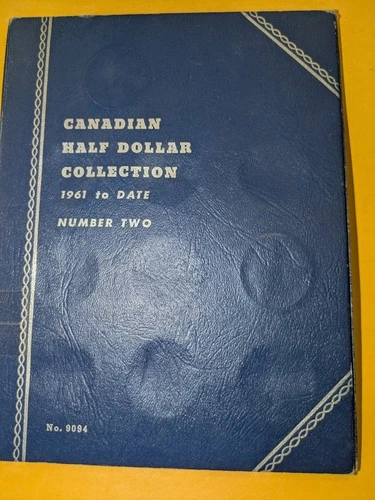 CANADIAN
HALF DOLLAR
COLLECTION
1961 to DATE
NUMBER TWO
No. 9094